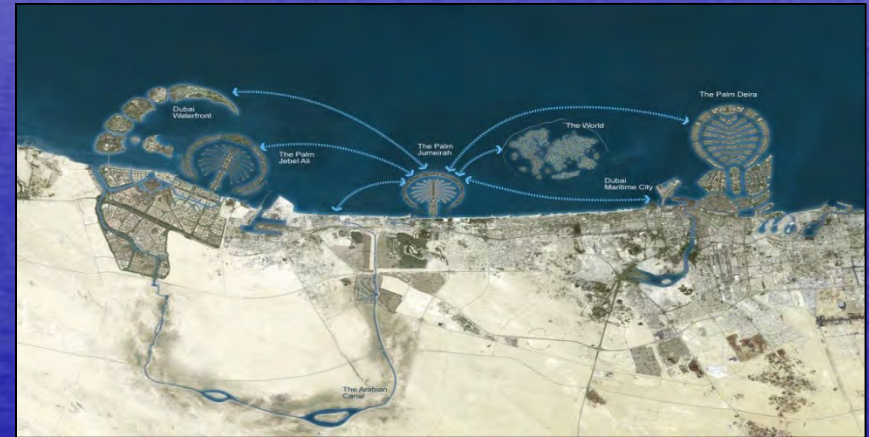 Dubai
Waterfront
The Palm
Jebel Ali
The Palm
Jumeirah
The World
The Palm Deira
Dubai
Maritime City
The Arabian
Canal